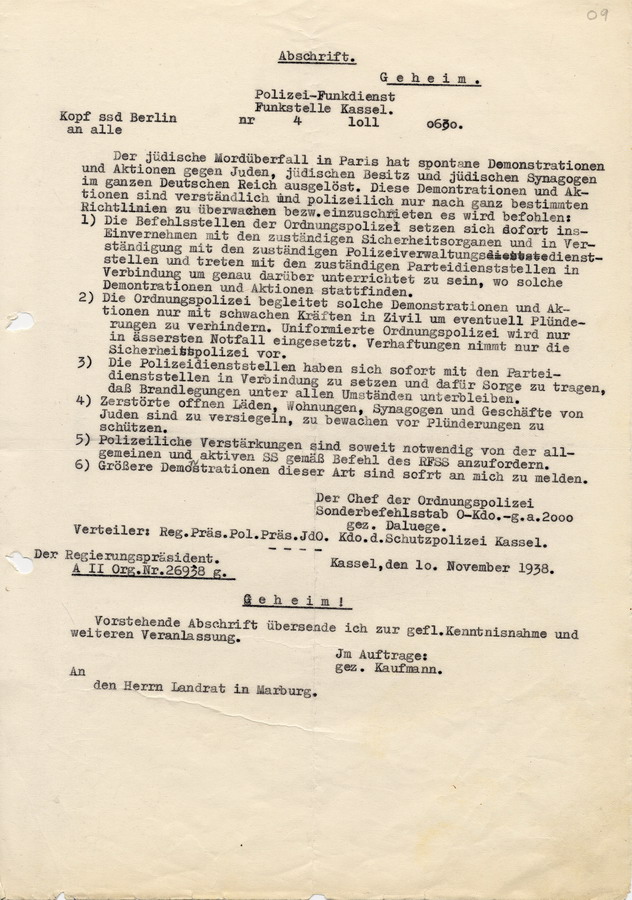 09
Abschrift.
G e h e i m .
Polizei-Funkdienst
Funkstelle Kassel.
Kopf ssd Berlin nr 4 loll o630.
an alle
Der jüdische Mordüberfall in Paris hat spontane Demonstrationen
und Aktionen gegen Juden, jüdischen Besitz und jüdischen Synagogen
im ganzen Deutschen Reich ausgelöst. Diese Demontrationen und Ak-
tionen sind verständlich und polizeilich nur nach ganz bestimmten
Richtlinien zu überwachen bezw.einzuschrieten es wird befohlen:
1) Die Befehlsstellen der Ordnungspolizei setzen sich sofort ins-
Einvernehmen mit den zuständigen Sicherheitsorganen und in Ver-
ständigung mit den zuständigen Polizeiverwaltungsdienst-
stellen und treten mit den zuständigen Parteidienststellen in
Verbindung um genau darüber unterrichtet zu sein, wo solche
Demontrationen und Aktionen stattfinden.
2) Die Ordnungspolizei begleitet solche Demonstrationen und Ak-
tionen nur mit schwachen Kräften in Zivil um eventuell Plünde-
rungen zu verhindern. Uniformierte Ordnungspolizei wird nur
in ässersten Notfall eingesetzt. Verhaftungen nimmt nur die
Sicherheitspolizei vor.
3) Die Polizeidienststellen haben sich sofort mit den Partei-
dienststellen in Verbindung zu setzen und dafür Sorge zu tragen,
daß Brandlegungen unter allen Umständen unterbleiben.
4) Zerstörte offnen Läden, Wohnungen, Synagogen und Geschäfte von
Juden sind zu versiegeln, zu bewachen vor Plünderungen zu
schützen.
5) Polizeiliche Verstärkungen sind soweit notwendig von der all-
gemeinen und aktiven SS gemäß Befehl des RFSS anzufordern.
6) Größere Demonstrationen dieser Art sind sofrt an mich zu melden.
Der Chef der Ordnungspolizei
Sonderbefehlsstab O-Kdo.-g.a.2ooo
gez. Daluege.
Verteiler: Reg.Präs.Pol.Präs.JdO. Kdo.d.Schutzpolizei Kassel.
- - - -
Der Regierungspräsident.
A II Org.Nr.26938 g.
Kassel,den 1o. November 1938.
G e h e i m !
Vorstehende Abschrift übersende ich zur gefl.Kenntnisnahme und
weiteren Veranlassung.
Jm Auftrage:
gez. Kaufmann.
An
den Herrn Landrat in Marburg.